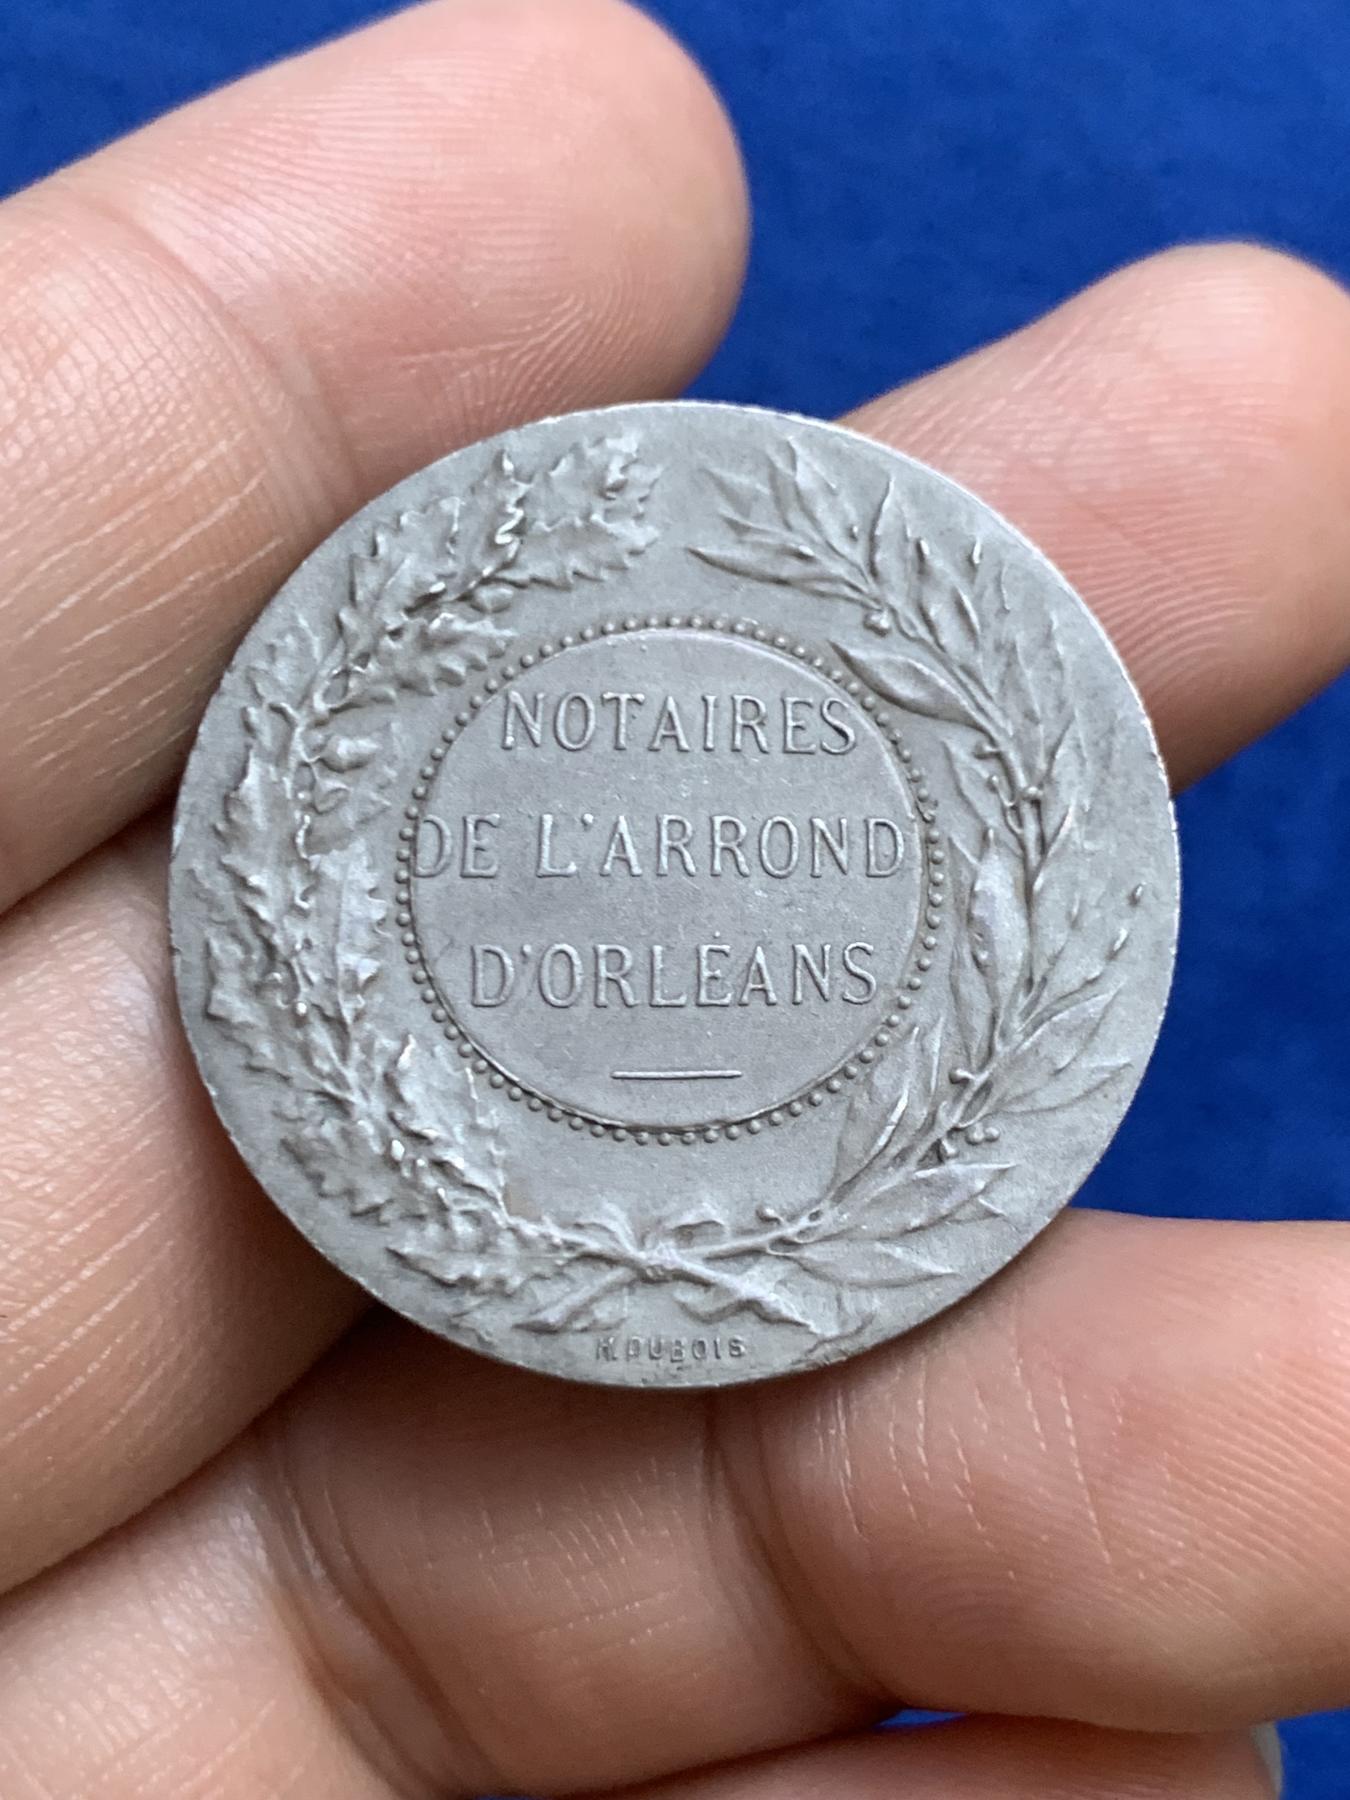 NOTAIRES
DE L'ARROND
D'ORLÉANS
H. DUBOIS